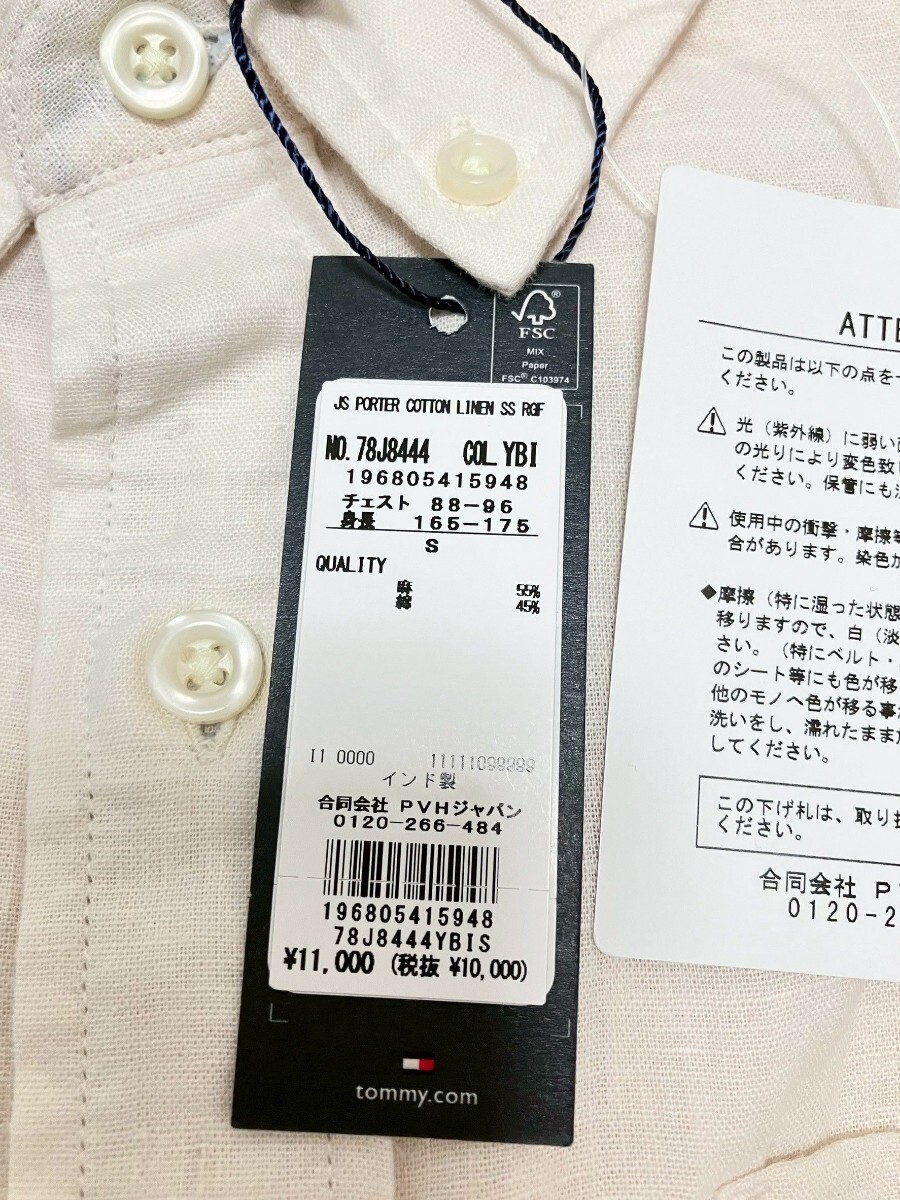 FSC®
MIX
Paper
FSC® C103974
JS PORTER COTTON LINEN SS RGF
NO. 78J8444 COL. YBI
196805415948
チェスト 88-96
身長 165-175
S
QUALITY
麻 55%
綿 45%
I1 0000 11111099999
インド製
合同会社 PVHジャパン
0120-266-484
196805415948
78J8444YBIS
¥11,000 (税抜 ¥10,000)
tommy.com
ATTE
この製品は以下の点を
ください。
光(紫外線)に弱い
の光りにより変色致
ください。保管にも
使用中の衝撃・摩擦
合があります。染色
◆摩擦(特に湿った状態
移りますので、白(淡
さい。(特にベルト・
のシート等にも色が移
他のモノへ色が移る事
洗いをし、濡れたまま
してください。
この下げ札は、取り
ください。
合同会社 P
0120-2